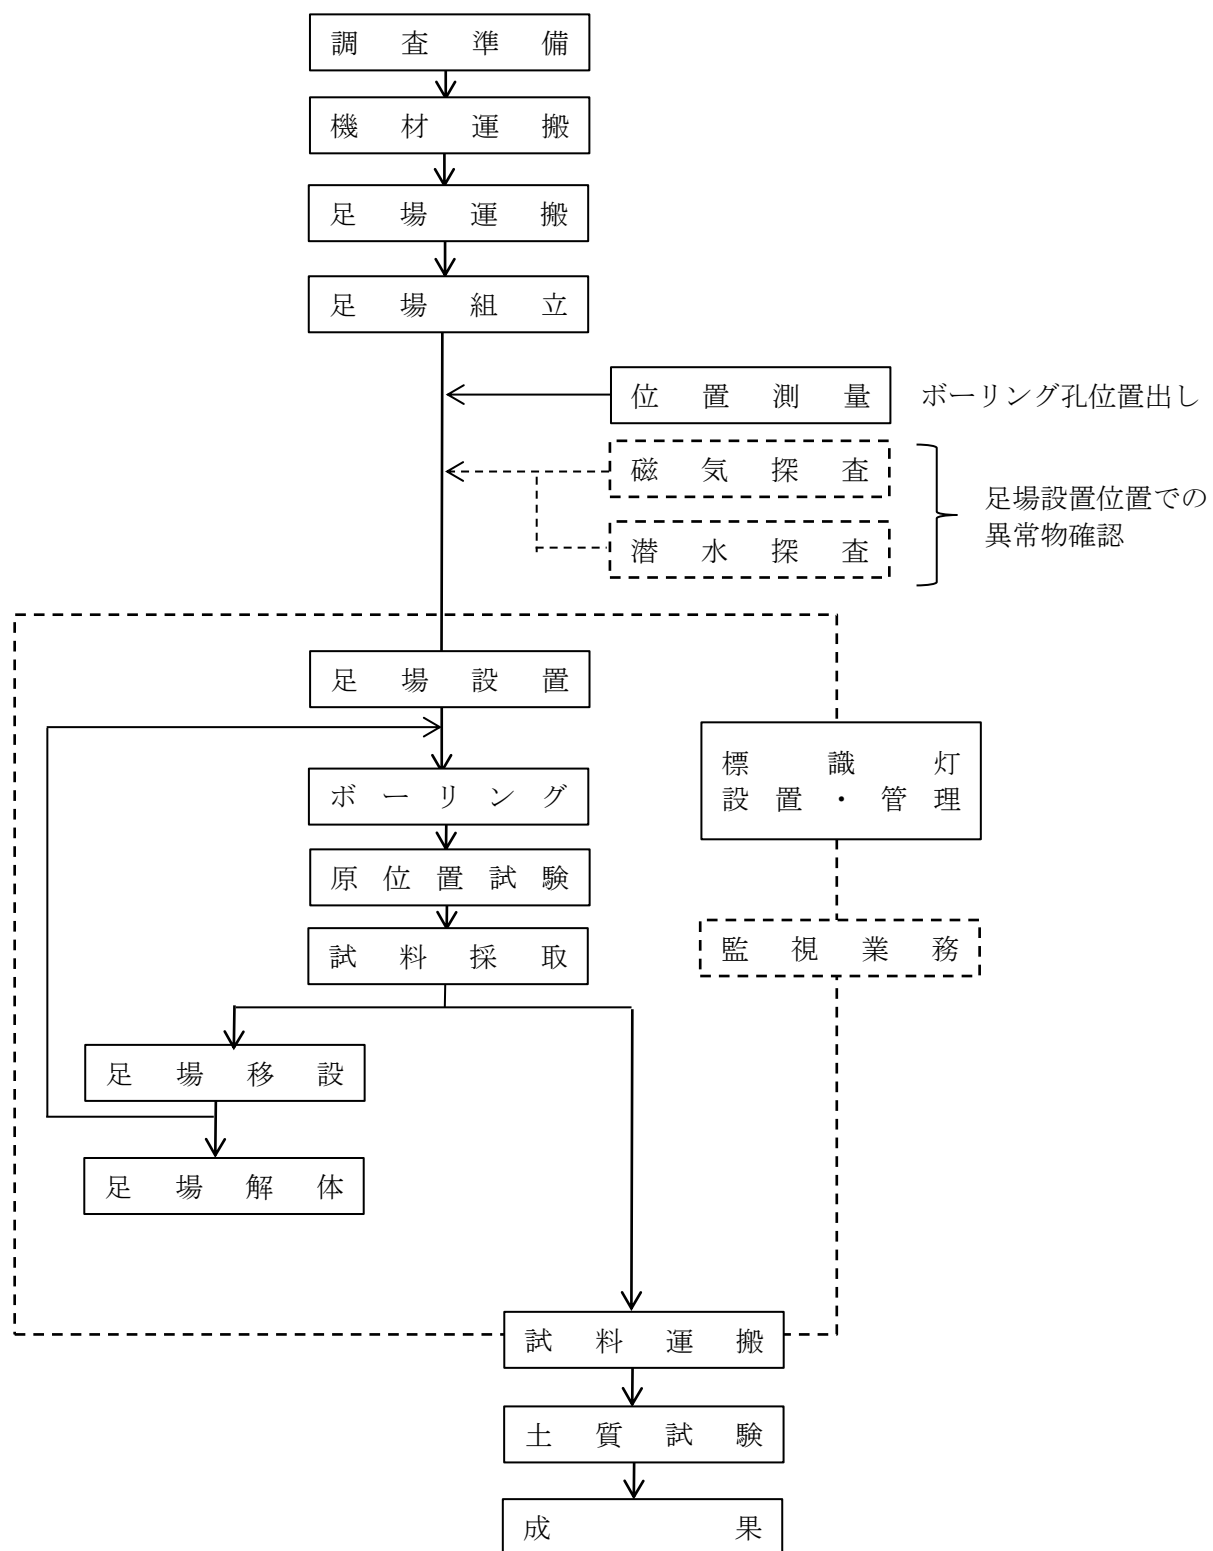 調査準備
機材運搬
足場運搬
足場組立
位置測量
ボーリング孔位置出し
磁気探査
潜水探査
足場設置位置での
異常物確認
足場設置
ボーリング
原位置試験
試料採取
標識灯
設置・管理
監視業務
足場移設
足場解体
試料運搬
土質試験
成果